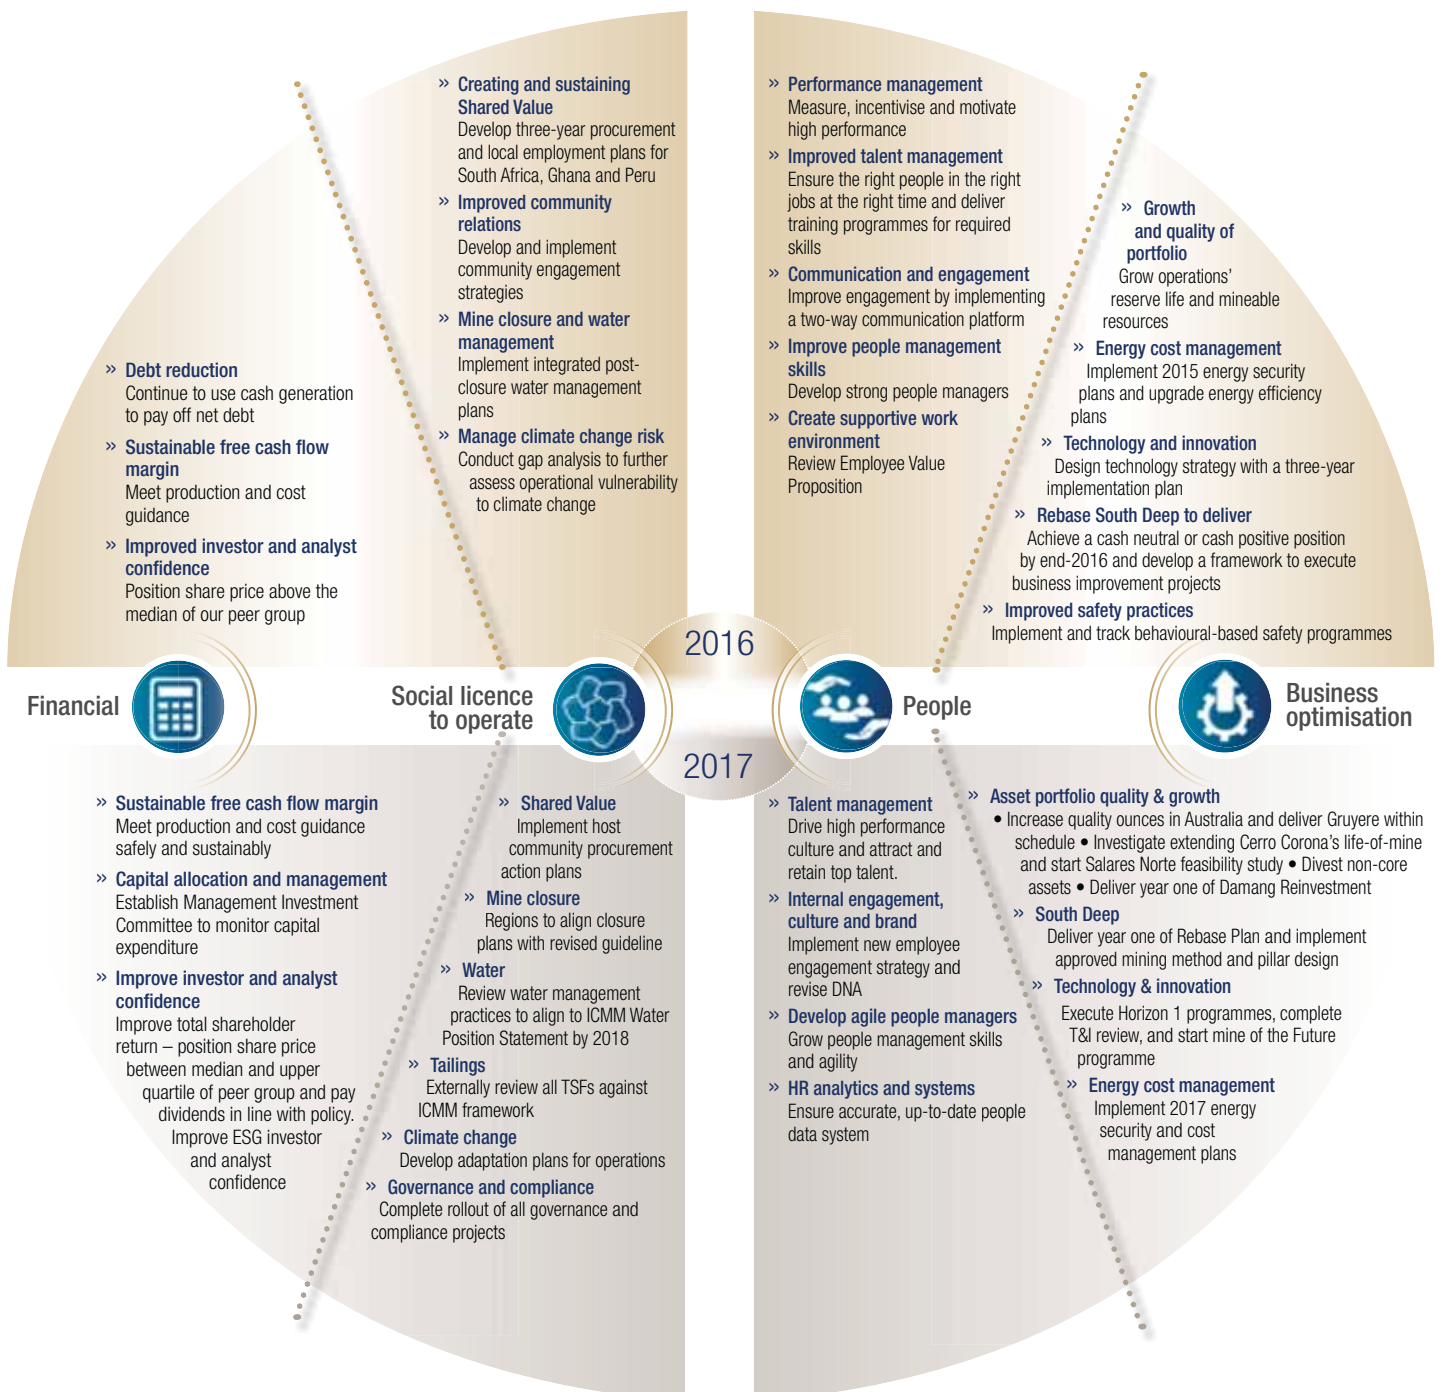 » Debt reduction
Continue to use cash generation
to pay off net debt
» Sustainable free cash flow
margin
Meet production and cost
guidance
» Improved investor and analyst
confidence
Position share price above the
median of our peer group
» Creating and sustaining
Shared Value
Develop three-year procurement
and local employment plans for
South Africa, Ghana and Peru
» Improved community
relations
Develop and implement
community engagement
strategies
» Mine closure and water
management
Implement integrated post-
closure water management
plans
» Manage climate change risk
Conduct gap analysis to further
assess operational vulnerability
to climate change
» Performance management
Measure, incentivise and motivate
high performance
» Improved talent management
Ensure the right people in the right
jobs at the right time and deliver
training programmes for required
skills
» Communication and engagement
Improve engagement by implementing
a two-way communication platform
» Improve people management
skills
Develop strong people managers
» Create supportive work
environment
Review Employee Value
Proposition
» Growth
and quality of
portfolio
Grow operations'
reserve life and mineable
resources
» Energy cost management
Implement 2015 energy security
plans and upgrade energy efficiency
plans
» Technology and innovation
Design technology strategy with a three-year
implementation plan
» Rebase South Deep to deliver
Achieve a cash neutral or cash positive position
by end-2016 and develop a framework to execute
business improvement projects
» Improved safety practices
Implement and track behavioural-based safety programmes
2016
Financial
Social licence
to operate
People
Business
optimisation
2017
» Sustainable free cash flow margin
Meet production and cost guidance
safely and sustainably
» Capital allocation and management
Establish Management Investment
Committee to monitor capital
expenditure
» Improve investor and analyst
confidence
Improve total shareholder
return – position share price
between median and upper
quartile of peer group and pay
dividends in line with policy.
Improve ESG investor
and analyst
confidence
» Shared Value
Implement host
community procurement
action plans
» Mine closure
Regions to align closure
plans with revised guideline
» Water
Review water management
practices to align to ICMM Water
Position Statement by 2018
» Tailings
Externally review all TSFs against
ICMM framework
» Climate change
Develop adaptation plans for operations
» Governance and compliance
Complete rollout of all governance and
compliance projects
» Talent management
Drive high performance
culture and attract and
retain top talent.
» Internal engagement,
culture and brand
Implement new employee
engagement strategy and
revise DNA
» Develop agile people managers
Grow people management skills
and agility
» HR analytics and systems
Ensure accurate, up-to-date people
data system
» Asset portfolio quality & growth
• Increase quality ounces in Australia and deliver Gruyere within
schedule • Investigate extending Cerro Corona's life-of-mine
and start Salares Norte feasibility study • Divest non-core
assets • Deliver year one of Damang Reinvestment
» South Deep
Deliver year one of Rebase Plan and implement
approved mining method and pillar design
» Technology & innovation
Execute Horizon 1 programmes, complete
T&I review, and start mine of the Future
programme
» Energy cost management
Implement 2017 energy
security and cost
management plans